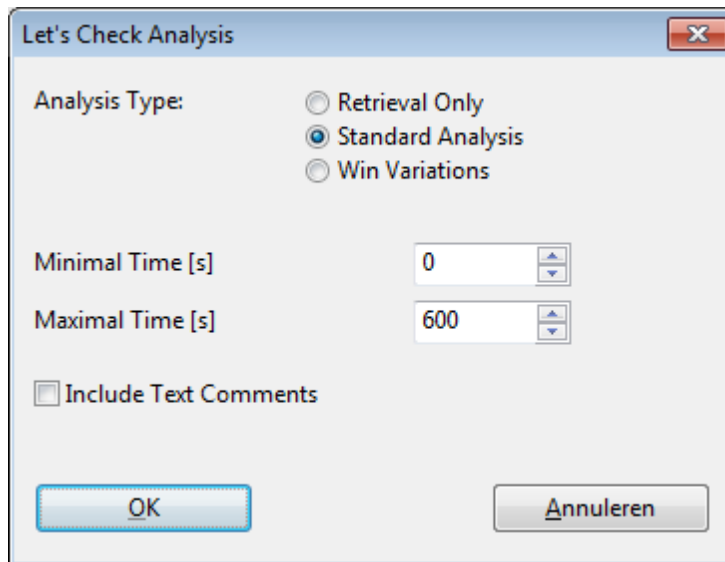 Let's Check Analysis
Analysis Type:
Retrieval Only
Standard Analysis
Win Variations
Minimal Time [s]
0
Maximal Time [s]
600
Include Text Comments
OK
Annuleren